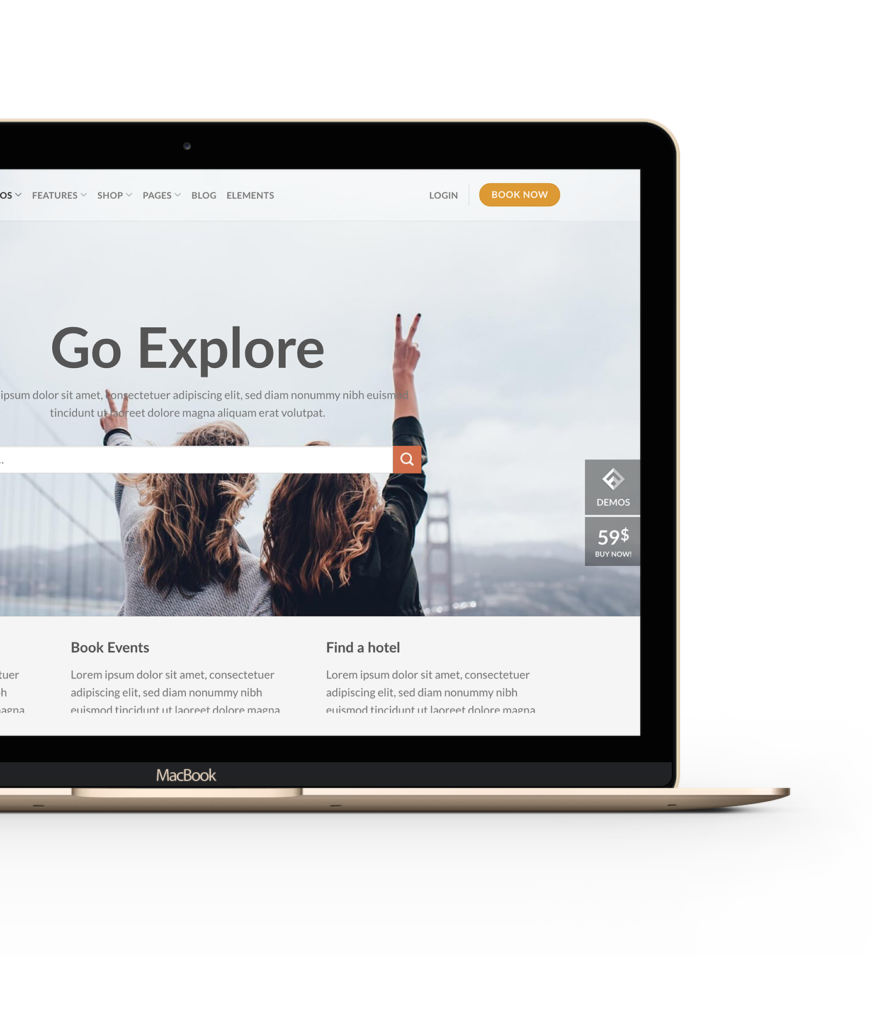 OS FEATURES SHOP PAGES BLOG ELEMENTS LOGIN BOOK NOW
Go Explore
ipsum dolor sit amet, consectetuer adipiscing elit, sed diam nonummy nibh euismod
tincidunt ut laoreet dolore magna aliquam erat volutpat.
..
DEMOS
59$
BUY NOW!
Book Events
Find a hotel
tuer
h
agna
Lorem ipsum dolor sit amet, consectetuer
adipiscing elit, sed diam nonummy nibh
euismod tincidunt ut laoreet dolore magna
Lorem ipsum dolor sit amet, consectetuer
adipiscing elit, sed diam nonummy nibh
euismod tincidunt ut laoreet dolore magna
MacBook